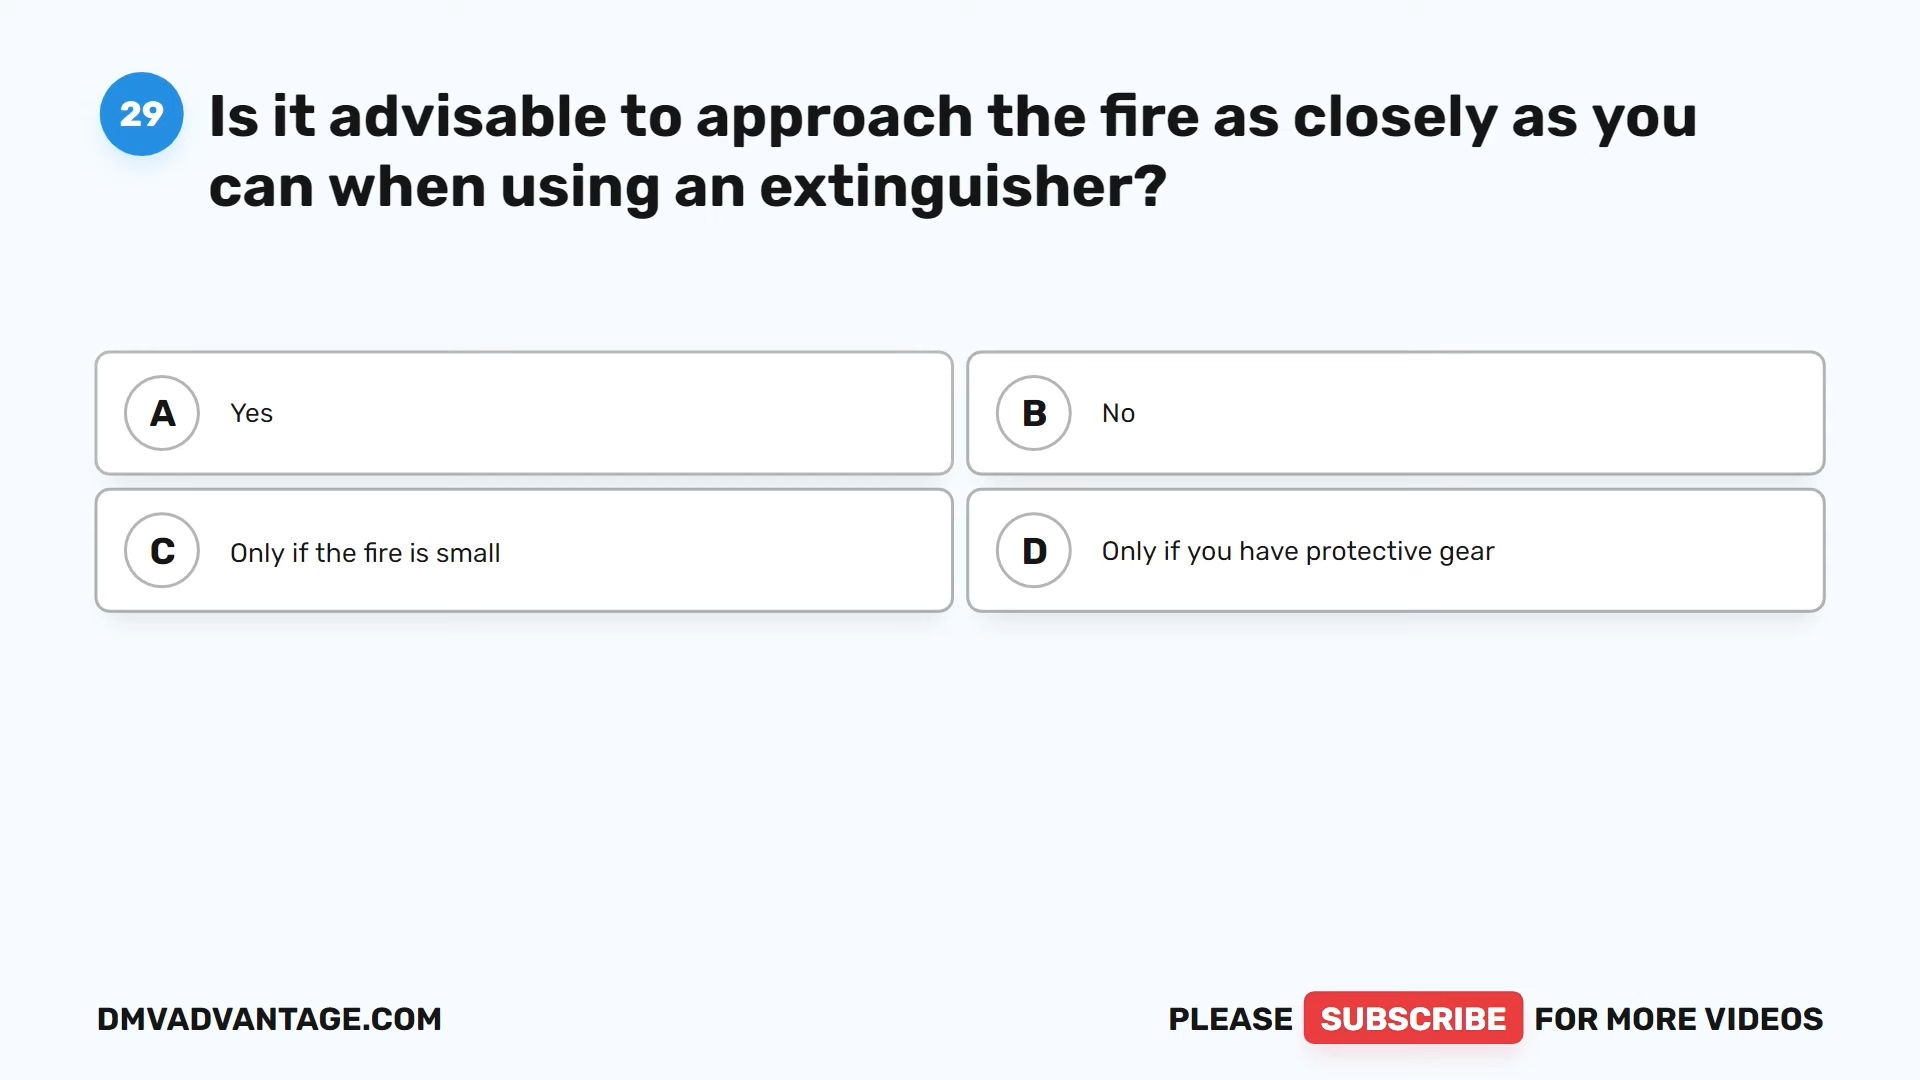 29
Is it advisable to approach the fire as closely as you
can when using an extinguisher?
A Yes
B No
C Only if the fire is small
D Only if you have protective gear
DMVADVANTAGE.COM
PLEASE SUBSCRIBE FOR MORE VIDEOS